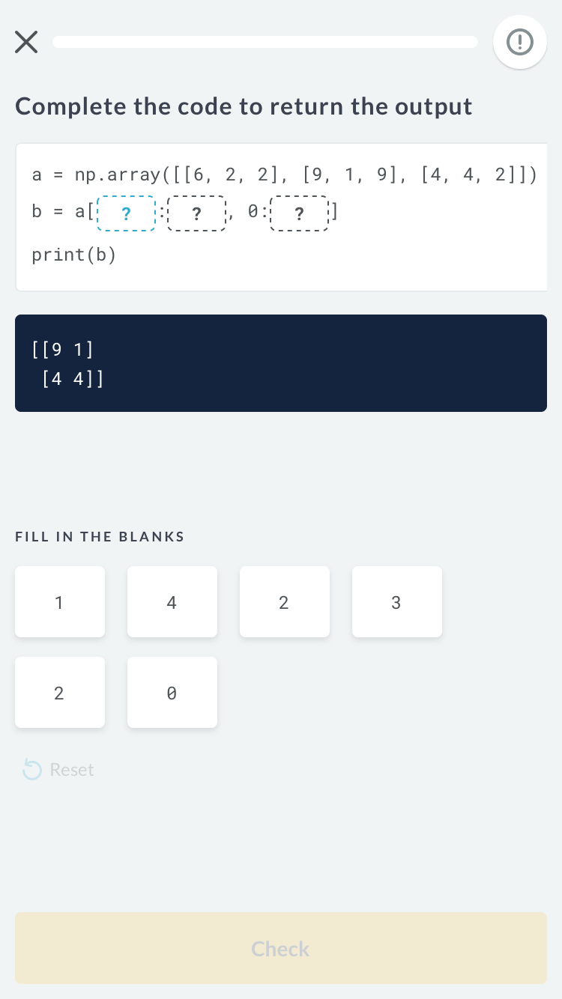 Complete the code to return the output
a = np.array([[6, 2, 2], [9, 1, 9], [4, 4, 2]])
b = a[ ? : ? , 0: ? ]
print(b)
[[9 1]
 [4 4]]
FILL IN THE BLANKS
1 4 2 3
2 0
Reset
Check